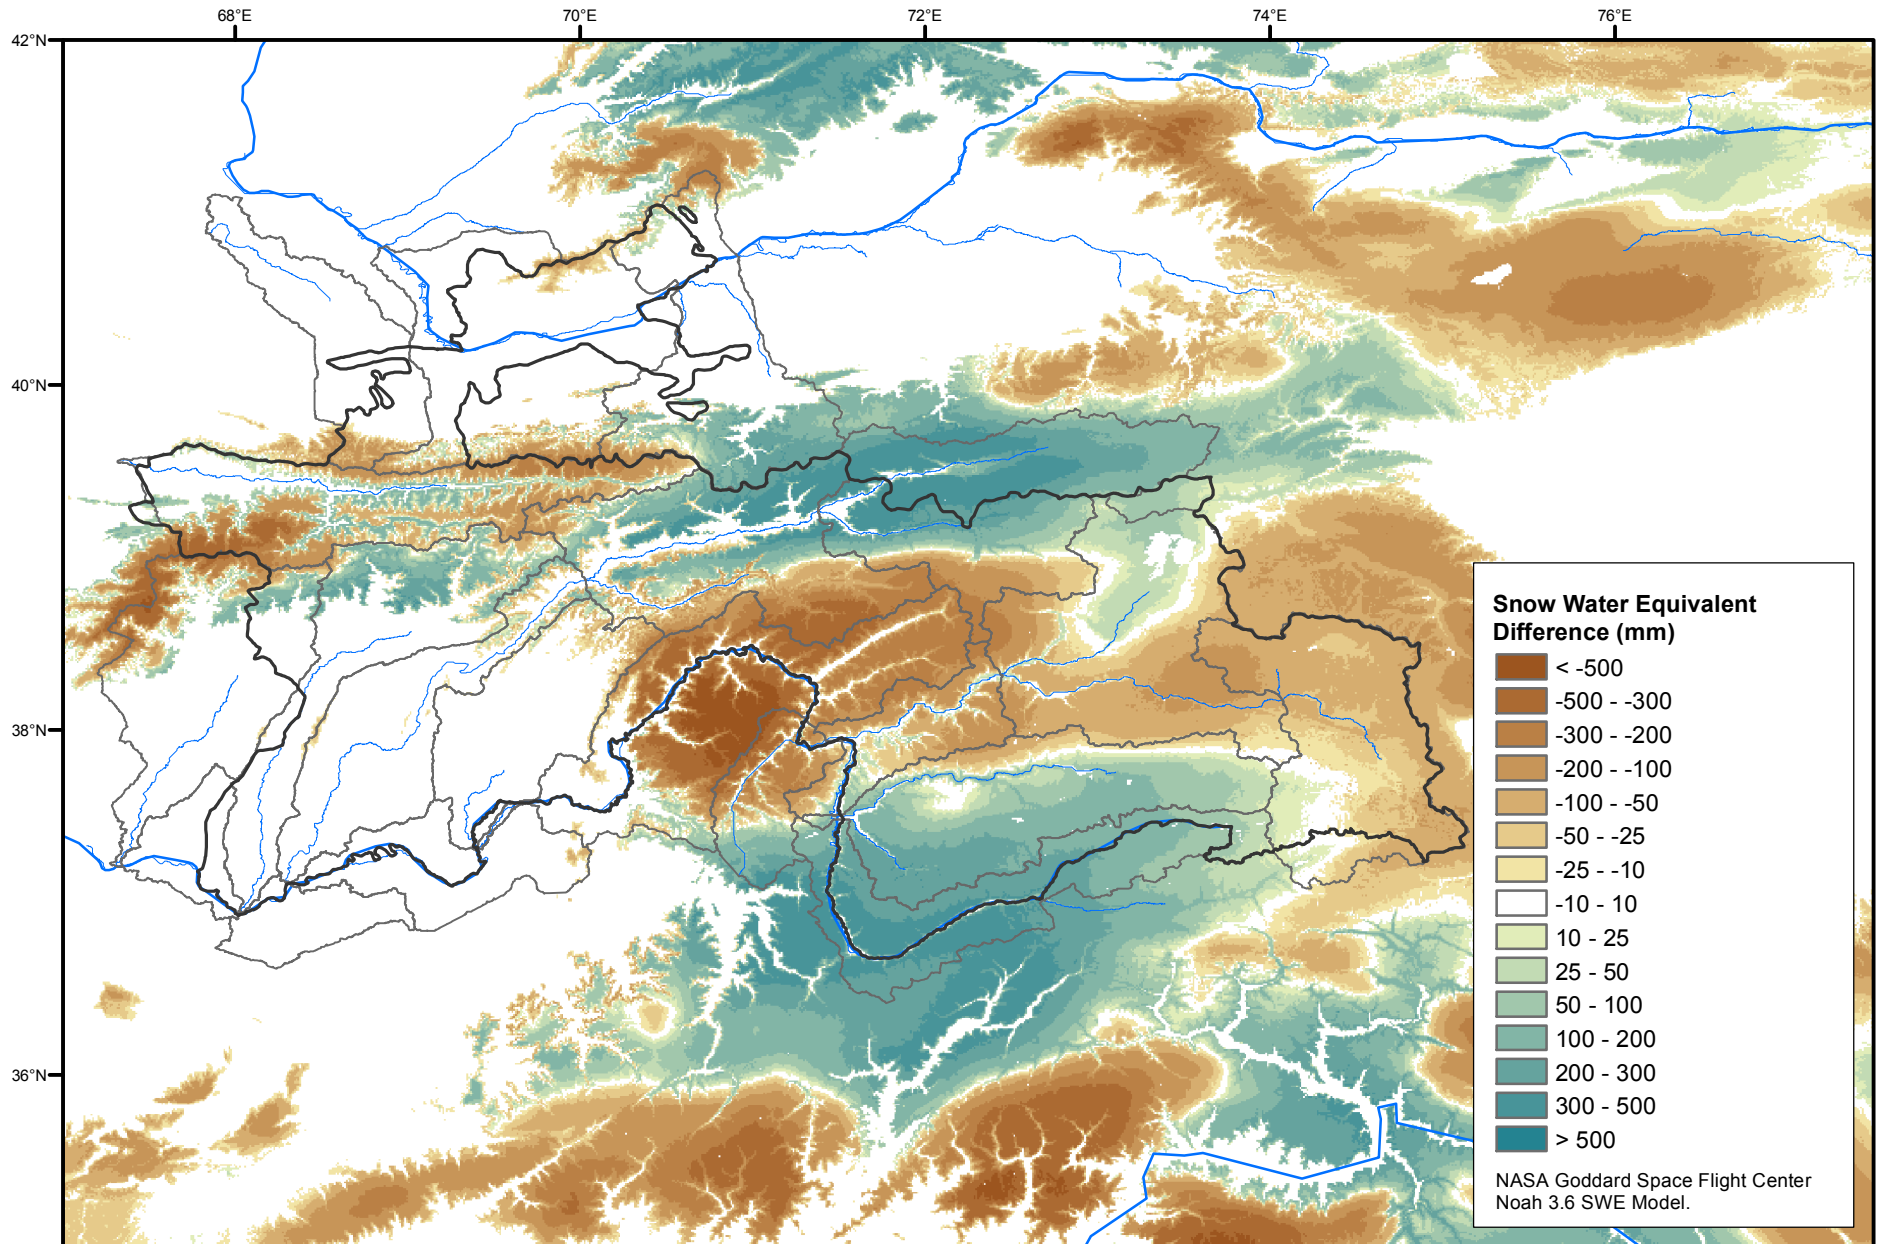 68°E
70°E
72°E
74°E
76°E
42°N
40°N
38°N
36°N
Snow Water Equivalent
Difference (mm)
< -500
-500 - -300
-300 - -200
-200 - -100
-100 - -50
-50 - -25
-25 - -10
-10 - 10
10 - 25
25 - 50
50 - 100
100 - 200
200 - 300
300 - 500
> 500
NASA Goddard Space Flight Center
Noah 3.6 SWE Model.